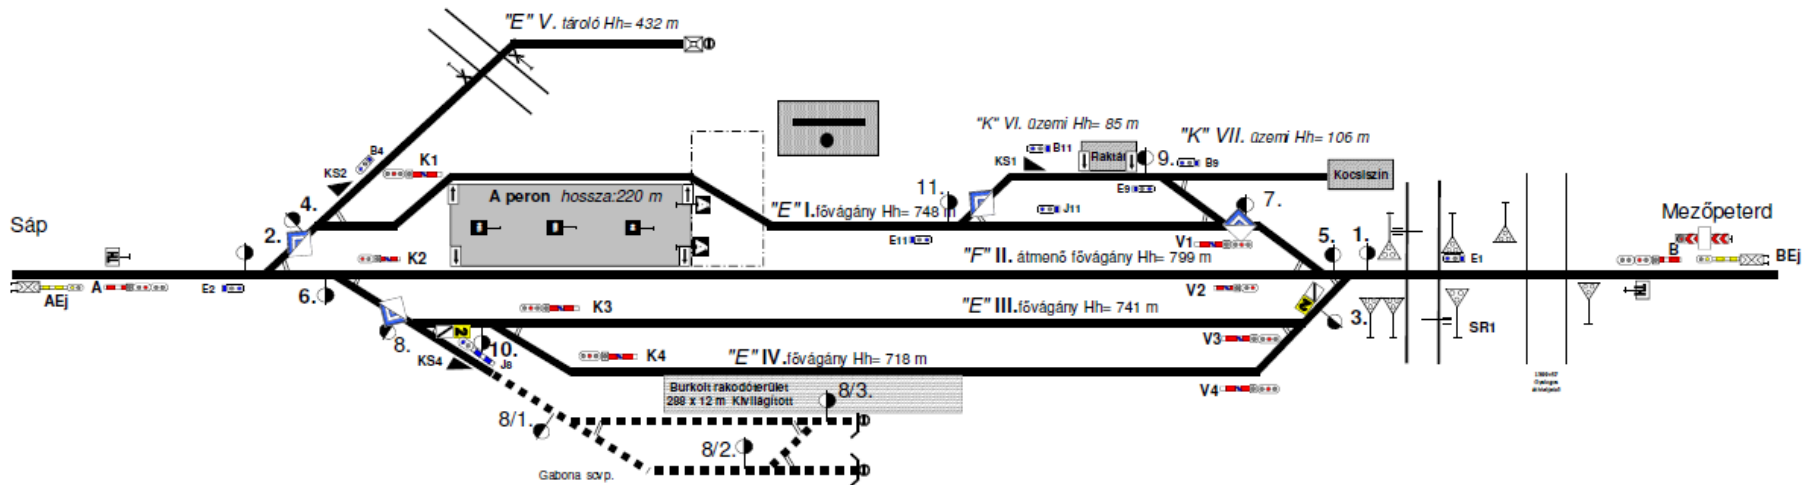 "E" V. tároló Hh= 432 m
B4
KS2
K1
4.
A peron hossza:220 m
"K" VI. üzemi Hh= 85 m
"K" VII. üzemi Hh= 106 m
B11
KS1
Raktár
9.
B9
E9
Kocsiszín
11.
J11
7.
"E" I.fővágány Hh= 748 m
E11
V1
Sáp
2.
K2
"F" II. átmenő fővágány Hh= 799 m
5.
1.
Mezőpeterd
B
BEj
E1
AEj
A
E2
6.
V2
K3
"E" III.fővágány Hh= 741 m
3.
SR1
8.
2
2
10.
J8
KS4
K4
"E" IV.fővágány Hh= 718 m
V3
V4
Burkolt rakodóterület
288 x 12 m Kivilágított
8/3.
8/1.
8/2.
Gabona scvp.